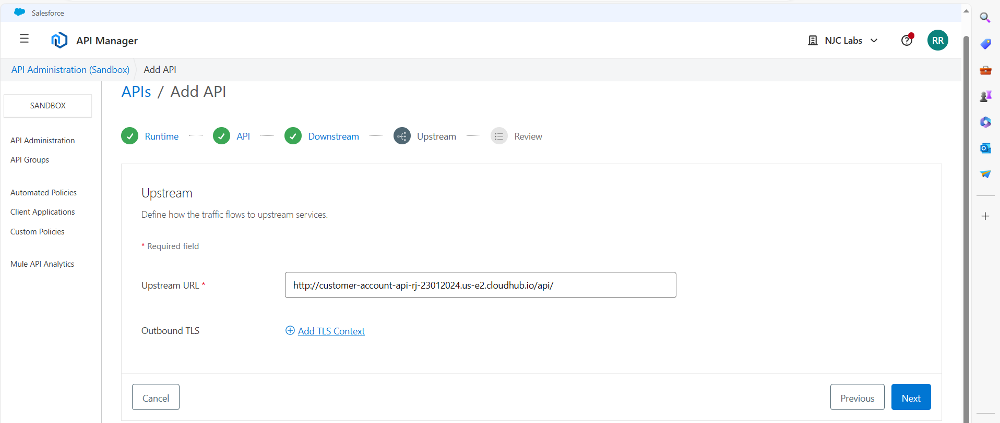 Salesforce
API Manager
NJC Labs
RR
API Administration (Sandbox)
Add API
APIs / Add API
SANDBOX
API Administration
API Groups
Automated Policies
Client Applications
Custom Policies
Mule API Analytics
Runtime
API
Downstream
Upstream
Review
Upstream
Define how the traffic flows to upstream services.
* Required field
Upstream URL *
http://customer-account-api-rj-23012024.us-e2.cloudhub.io/api/
Outbound TLS
Add TLS Context
Cancel
Previous
Next